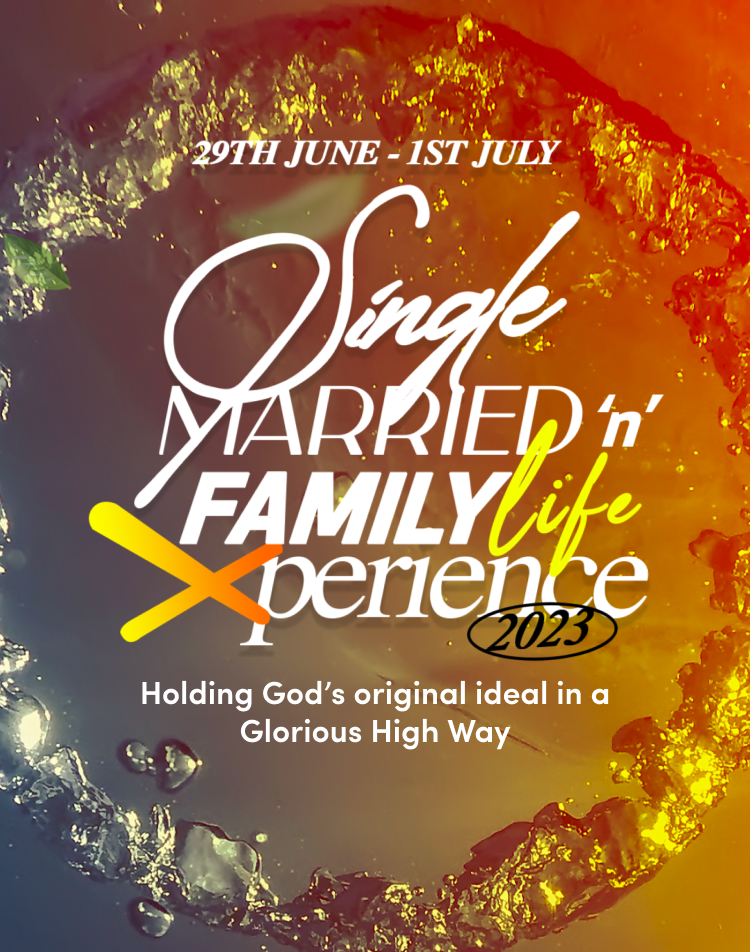 29TH JUNE - 1ST JULY
Single
MARRIED 'n'
FAMILY life
Xperience
2023
Holding God's original ideal in a
Glorious High Way